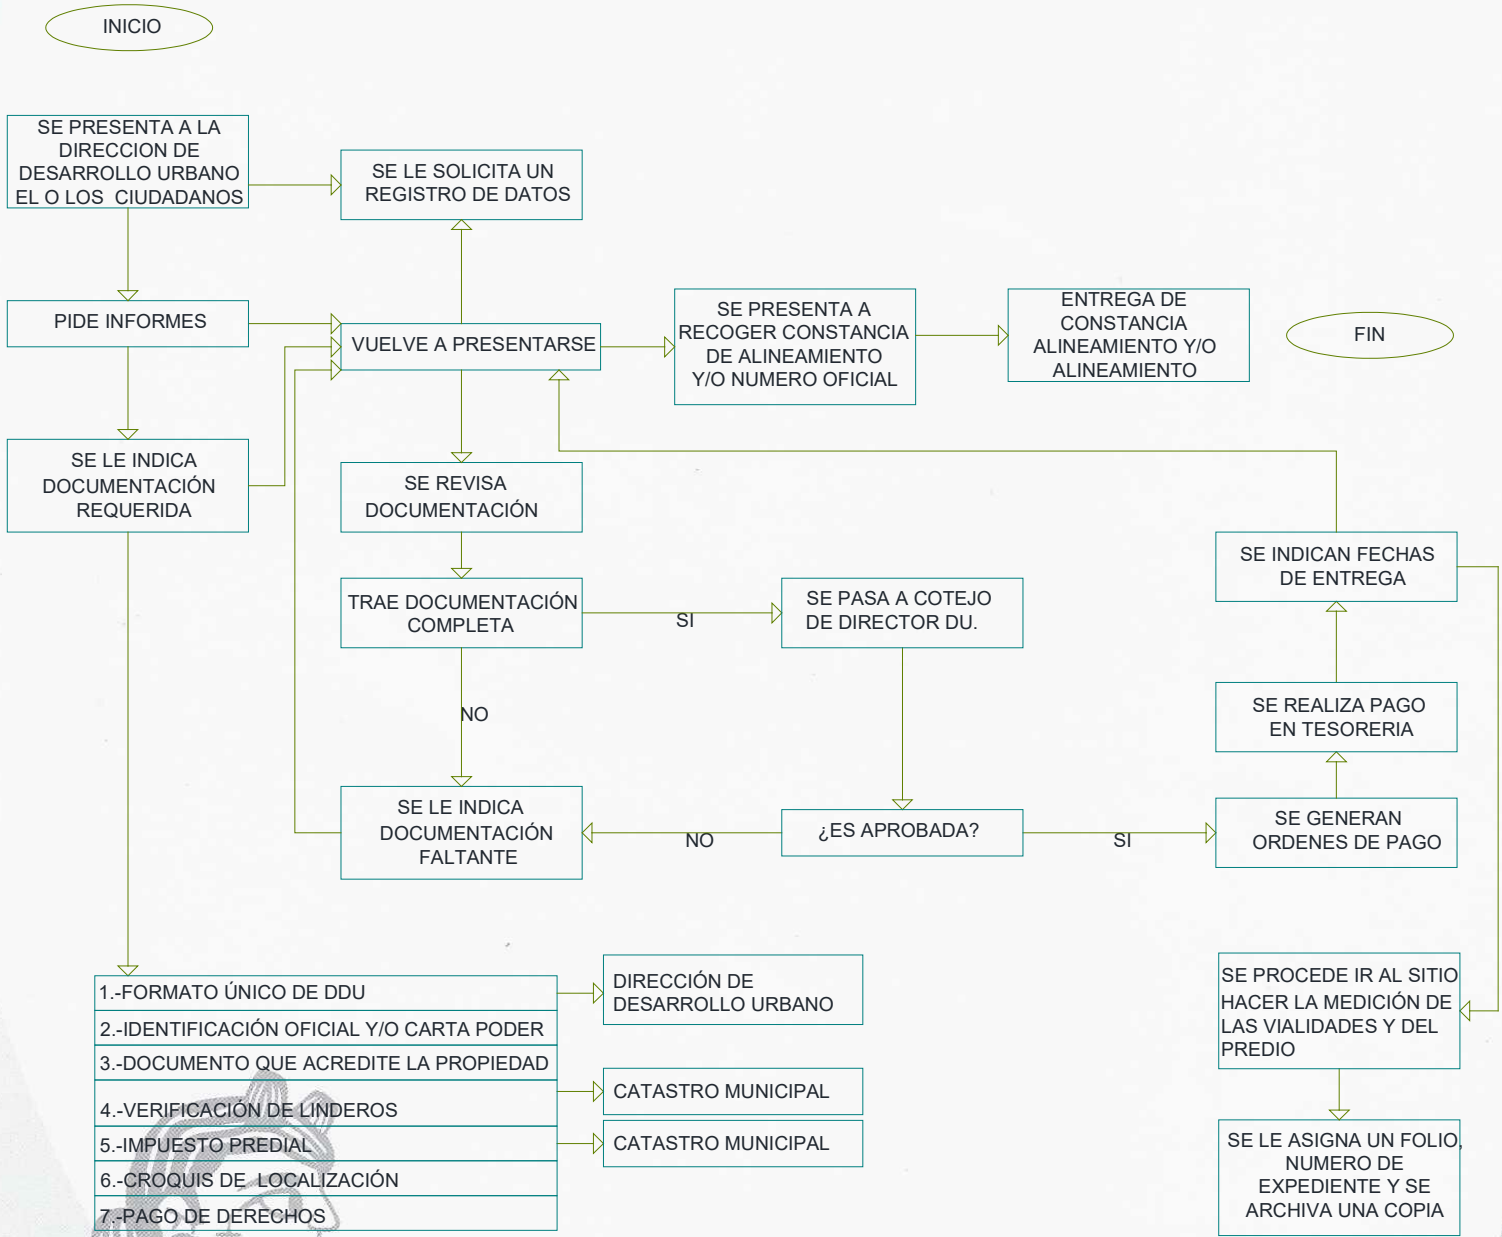 INICIO
SE PRESENTA A LA
DIRECCION DE
DESARROLLO URBANO
EL O LOS CIUDADANOS
SE LE SOLICITA UN
REGISTRO DE DATOS
PIDE INFORMES
VUELVE A PRESENTARSE
SE PRESENTA A
RECOGER CONSTANCIA
DE ALINEAMIENTO
Y/O NUMERO OFICIAL
ENTREGA DE
CONSTANCIA
ALINEAMIENTO Y/O
ALINEAMIENTO
FIN
SE LE INDICA
DOCUMENTACIÓN
REQUERIDA
SE REVISA
DOCUMENTACIÓN
SE INDICAN FECHAS
DE ENTREGA
TRAE DOCUMENTACIÓN
COMPLETA
SI
SE PASA A COTEJO
DE DIRECTOR DU.
NO
SE REALIZA PAGO
EN TESORERIA
SE LE INDICA
DOCUMENTACIÓN
FALTANTE
NO
¿ES APROBADA?
SI
SE GENERAN
ORDENES DE PAGO
1.-FORMATO ÚNICO DE DDU
2.-IDENTIFICACIÓN OFICIAL Y/O CARTA PODER
3.-DOCUMENTO QUE ACREDITE LA PROPIEDAD
4.-VERIFICACIÓN DE LINDEROS
5.-IMPUESTO PREDIAL
6.-CROQUIS DE LOCALIZACIÓN
7.-PAGO DE DERECHOS
DIRECCIÓN DE
DESARROLLO URBANO
CATASTRO MUNICIPAL
CATASTRO MUNICIPAL
SE PROCEDE IR AL SITIO
HACER LA MEDICIÓN DE
LAS VIALIDADES Y DEL
PREDIO
SE LE ASIGNA UN FOLIO,
NUMERO DE
EXPEDIENTE Y SE
ARCHIVA UNA COPIA